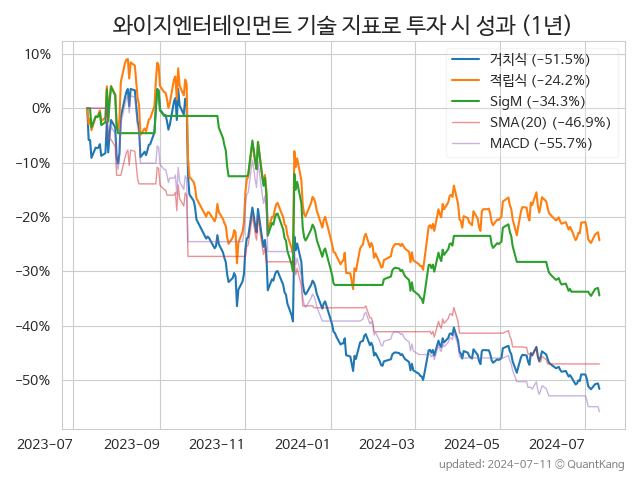 와이지엔터테인먼트 기술 지표로 투자 시 성과 (1년)
10%
0%
−10%
−20%
−30%
−40%
−50%
거치식 (−51.5%)
적립식 (−24.2%)
SigM (−34.3%)
SMA(20) (−46.9%)
MACD (−55.7%)
2023-07
2023-09
2023-11
2024-01
2024-03
2024-05
2024-07
updated: 2024-07-11 © QuantKang